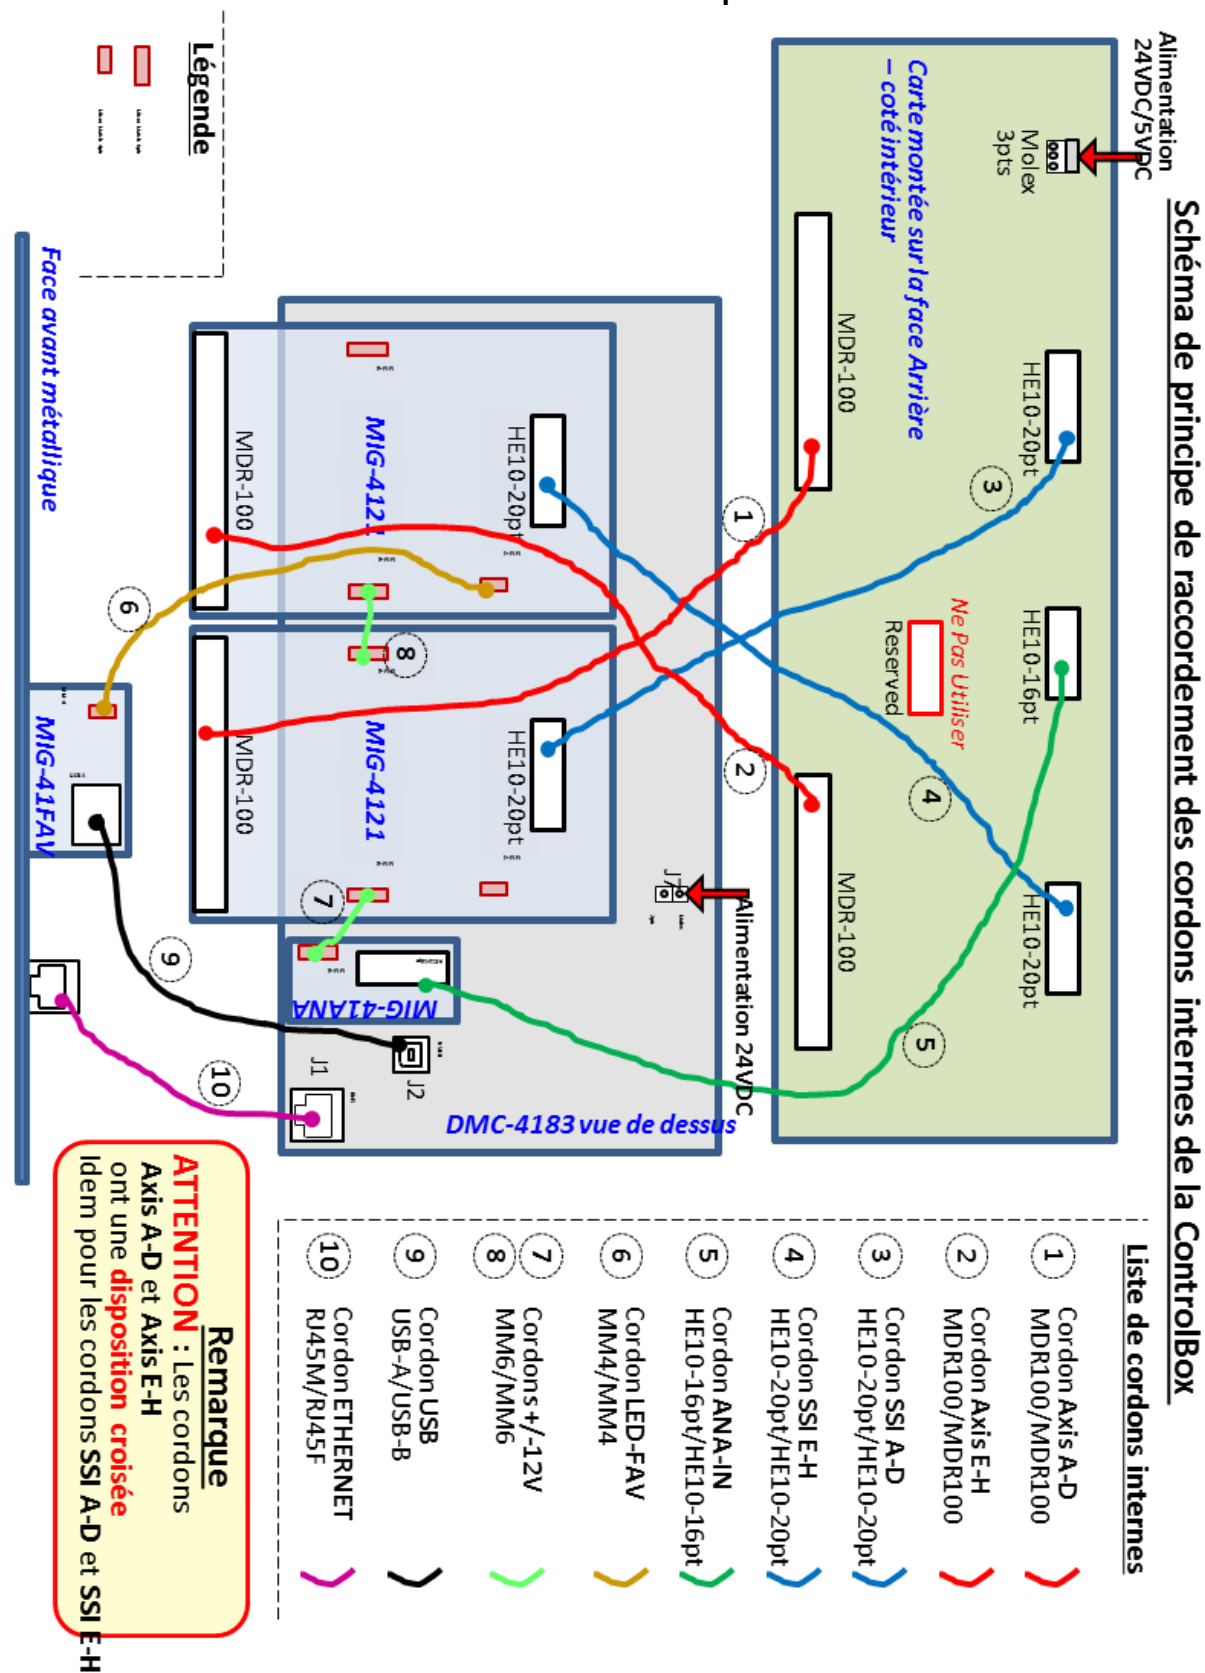 Schéma de principe de raccordement des cordons internes de la ControlBox
Alimentation
24VDC/5VDC
Molex
3pts
Carte montée sur la face Arrière
– coté intérieur
HE10-20pt
HE10-16pt
HE10-20pt
Ne Pas Utiliser
Reserved
MDR-100
MDR-100
3
4
5
1
2
Alimentation 24VDC
J7
HE10-20pt
HE10-20pt
MIG-4121
MIG-4121
8
7
MDR-100
MDR-100
MIG-41ANA
J2
J1
DMC-4183 vue de dessus
6
9
10
MIG-41FAV
Face avant métallique
Légende
Liste de cordons internes
1 Cordon Axis A-D
MDR100/MDR100
2 Cordon Axis E-H
MDR100/MDR100
3 Cordon SSI A-D
HE10-20pt/HE10-20pt
4 Cordon SSI E-H
HE10-20pt/HE10-20pt
5 Cordon ANA-IN
HE10-16pt/HE10-16pt
6 Cordon LED-FAV
MM4/MM4
7 Cordons +/-12V
8 MM6/MM6
9 Cordon USB
USB-A/USB-B
10 Cordon ETHERNET
RJ45M/RJ45F
Remarque
ATTENTION : Les cordons
Axis A-D et Axis E-H
ont une disposition croisée
Idem pour les cordons SSI A-D et SSI E-H